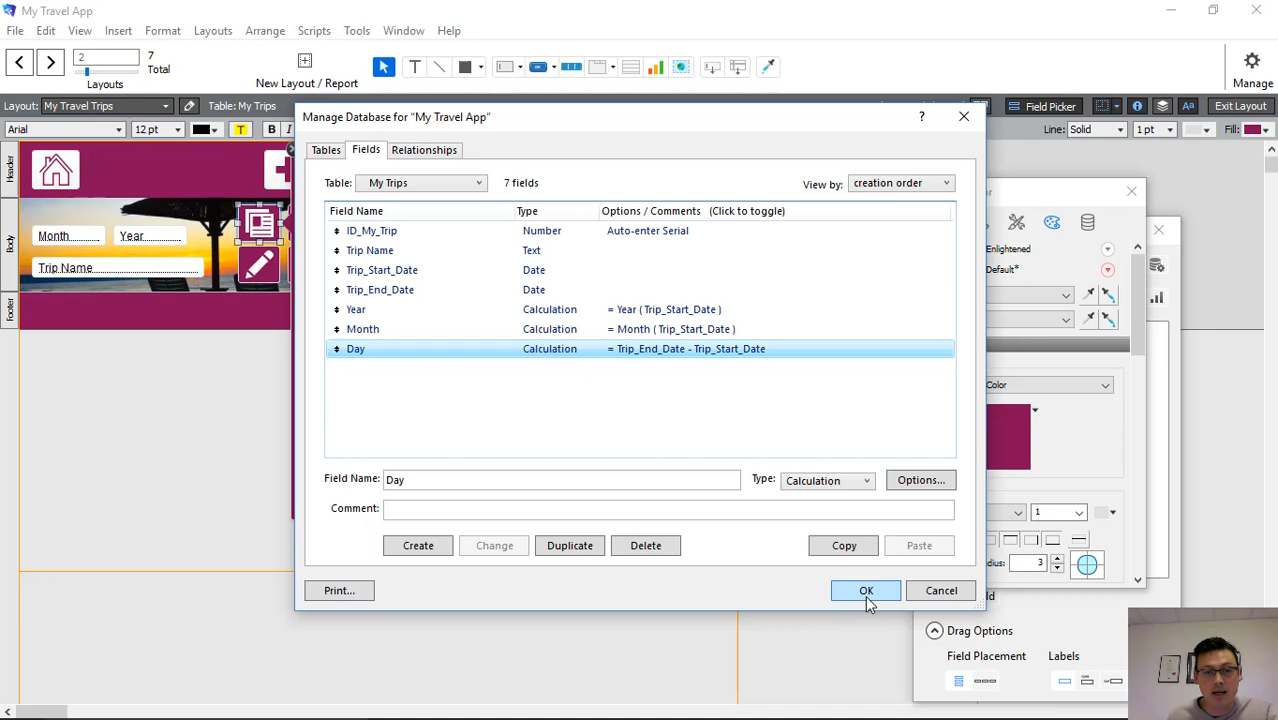 My Travel App
File Edit View Insert Format Layouts Arrange Scripts Tools Window Help
2
7
Total
Layouts
New Layout / Report
Manage
Layout: My Travel Trips
Table: My Trips
Field Picker
Aa
Exit Layout
Arial
12 pt
T
B
Line: Solid
1 pt
Fill:
Header
Body
Footer
Month
Year
Trip Name
Manage Database for "My Travel App"
?
Tables Fields Relationships
Table: My Trips
7 fields
View by: creation order
Field Name Type Options / Comments (Click to toggle)
ID_My_Trip Number Auto-enter Serial
Trip Name Text
Trip_Start_Date Date
Trip_End_Date Date
Year Calculation = Year ( Trip_Start_Date )
Month Calculation = Month ( Trip_Start_Date )
Day Calculation = Trip_End_Date - Trip_Start_Date
Field Name: Day
Type: Calculation
Options...
Comment:
Create Change Duplicate Delete Copy Paste
Print... OK Cancel
Enlightened
Default*
Color
1
3
Drag Options
Field Placement
Labels